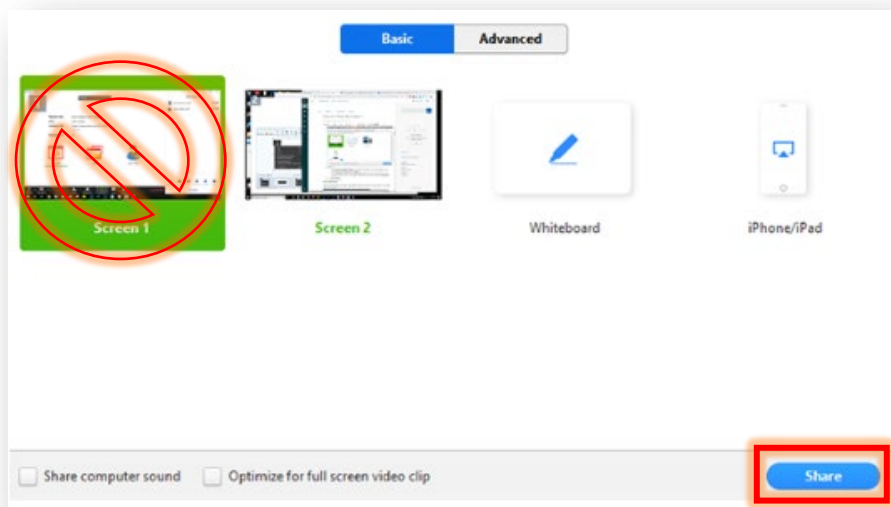 Basic Advanced
Screen 1 Screen 2 Whiteboard iPhone/iPad
Share computer sound Optimize for full screen video clip Share